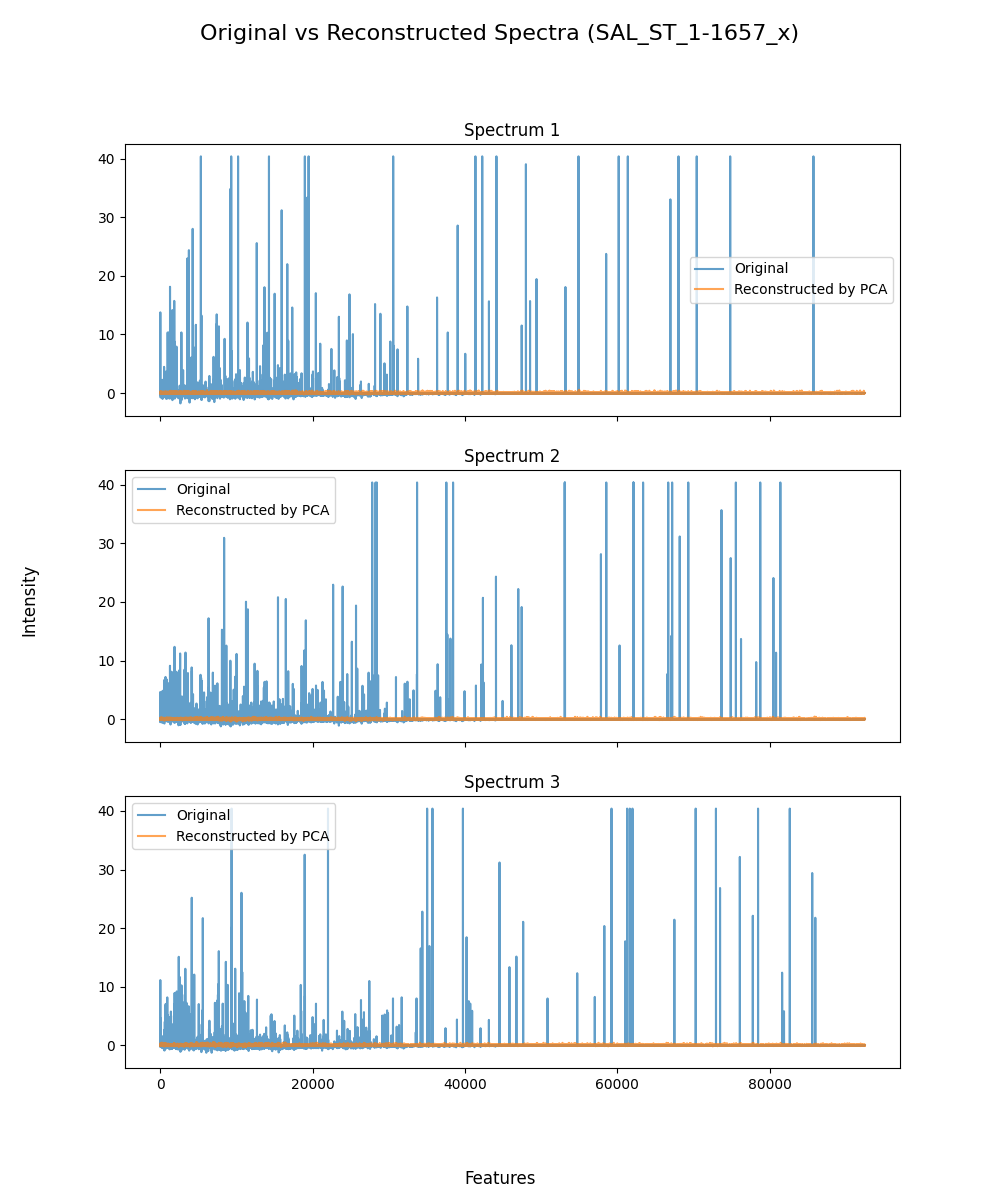 Original vs Reconstructed Spectra (SAL_ST_1-1657_x)
Spectrum 1
40
30
20
10
0
Original
Reconstructed by PCA
Spectrum 2
40
30
20
10
0
Original
Reconstructed by PCA
Intensity
Spectrum 3
40
30
20
10
0
Original
Reconstructed by PCA
0 20000 40000 60000 80000
Features